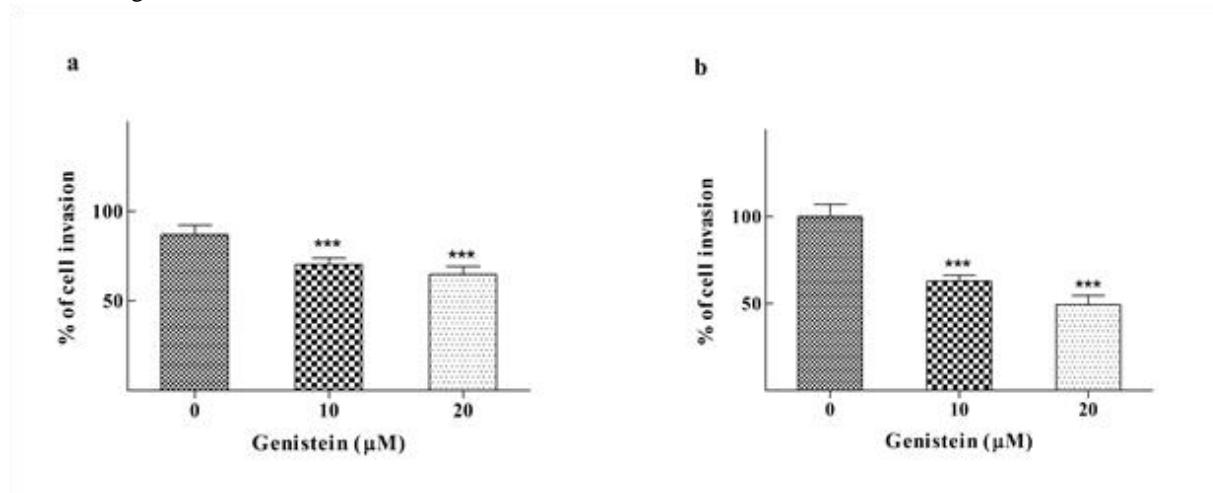 a
% of cell invasion
100
50
***
***
0
10
20
Genistein (µM)
b
% of cell invasion
100
50
***
***
0
10
20
Genistein (µM)